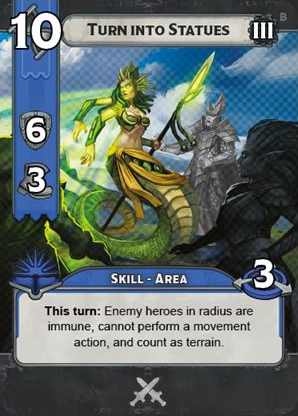 10
TURN INTO STATUES
III
B
6
3
SKILL - AREA
3
This turn: Enemy heroes in radius are
immune, cannot perform a movement
action, and count as terrain.